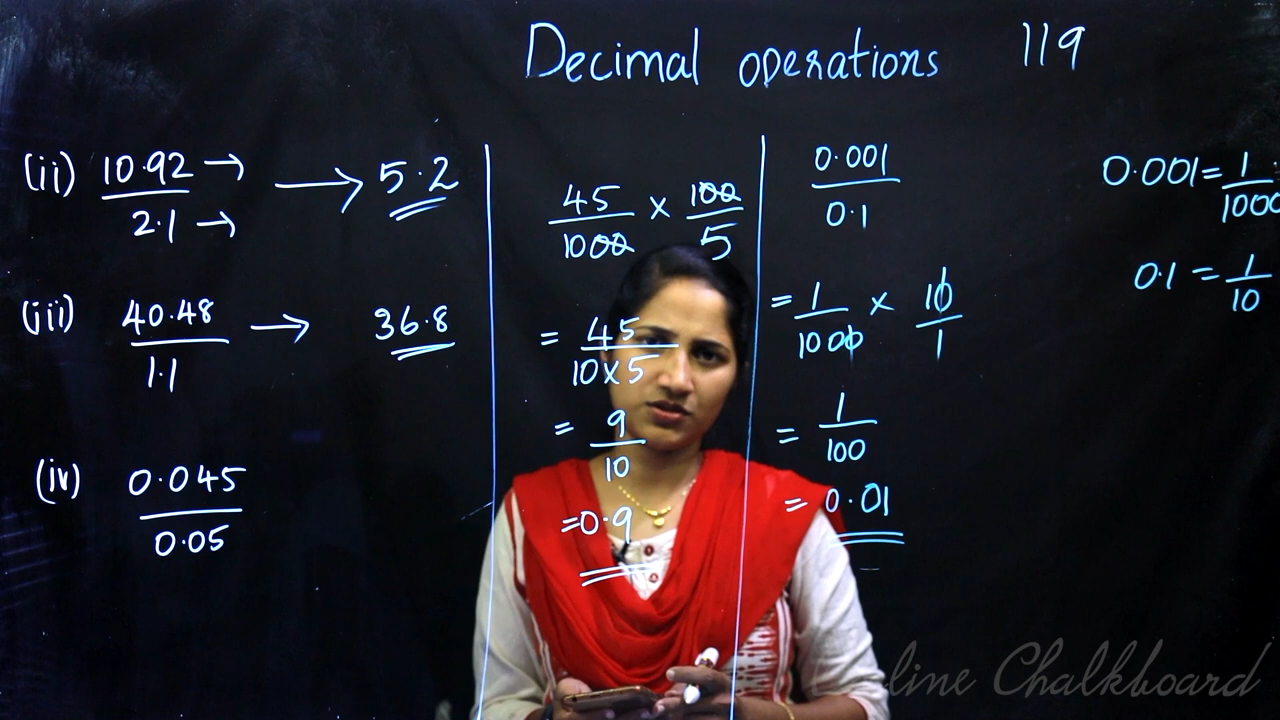 Decimal operations 119
(ii) 10.92 →
2.1 →
→ 5.2
(iii) 40.48
1.1
→ 36.8
(iv) 0.045
0.05
45 × 100
1000 5
= 45
10×5
= 9
10
=0.9
0.001
0.1
= 1 × 10
1000 1
= 1
100
= 0.01
0.001= 1
1000
0.1 = 1
10
line Chalkboard